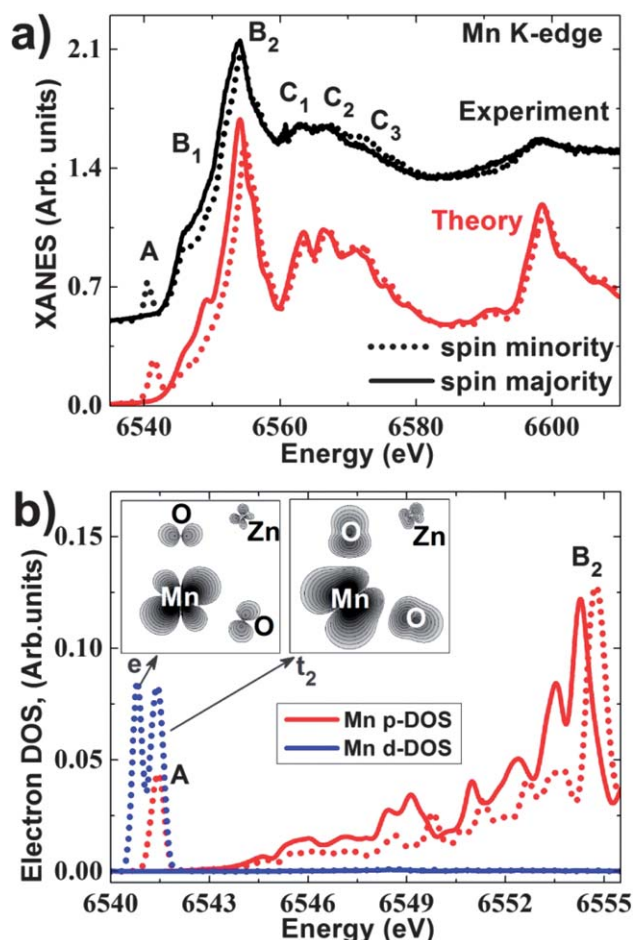 a)
Mn K-edge
B2
C1 C2 C3
Experiment
B1
A
Theory
spin minority
spin majority
XANES (Arb. units)
2.1
1.4
0.7
0.0
6540 6560 6580 6600
Energy (eV)
b)
O
Zn
Mn
O
O
Zn
Mn
O
B2
e
t2
A
Mn p-DOS
Mn d-DOS
Electron DOS, (Arb.units)
0.15
0.10
0.05
0.00
6540 6543 6546 6549 6552 6555
Energy (eV)